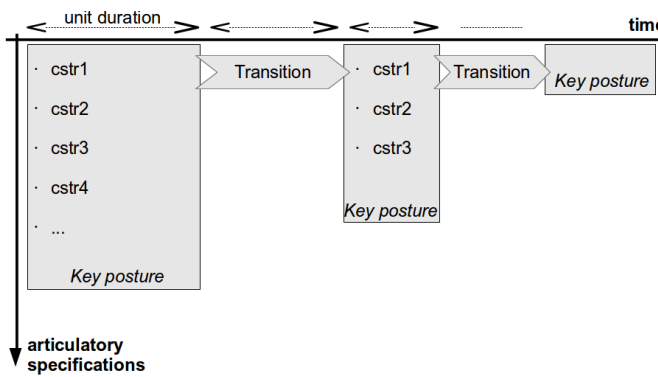 unit duration
time
· cstr1
· cstr2
· cstr3
· cstr4
· ...
Key posture
Transition
· cstr1
· cstr2
· cstr3
Key posture
Transition
Key posture
articulatory
specifications